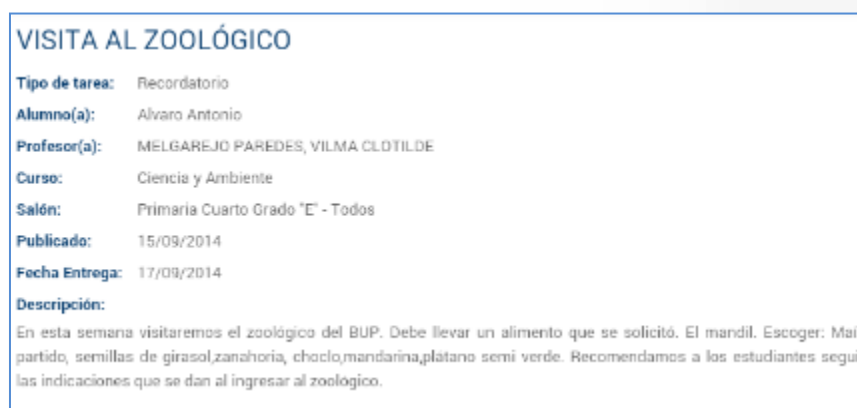 VISITA AL ZOOLÓGICO
Tipo de tarea: Recordatorio
Alumno(a): Alvaro Antonio
Profesor(a): MELGAREJO PAREDES, VILMA CLOTILDE
Curso: Ciencia y Ambiente
Salón: Primaria Cuarto Grado "E" - Todos
Publicado: 15/09/2014
Fecha Entrega: 17/09/2014
Descripción:
En esta semana visitaremos el zoológico del BUP. Debe llevar un alimento que se solicitó. El mandil. Escoger: Maí
partido, semillas de girasol,zanahoria, choclo,mandarina,plátano semi verde. Recomendamos a los estudiantes segui
las indicaciones que se dan al ingresar al zoológico.